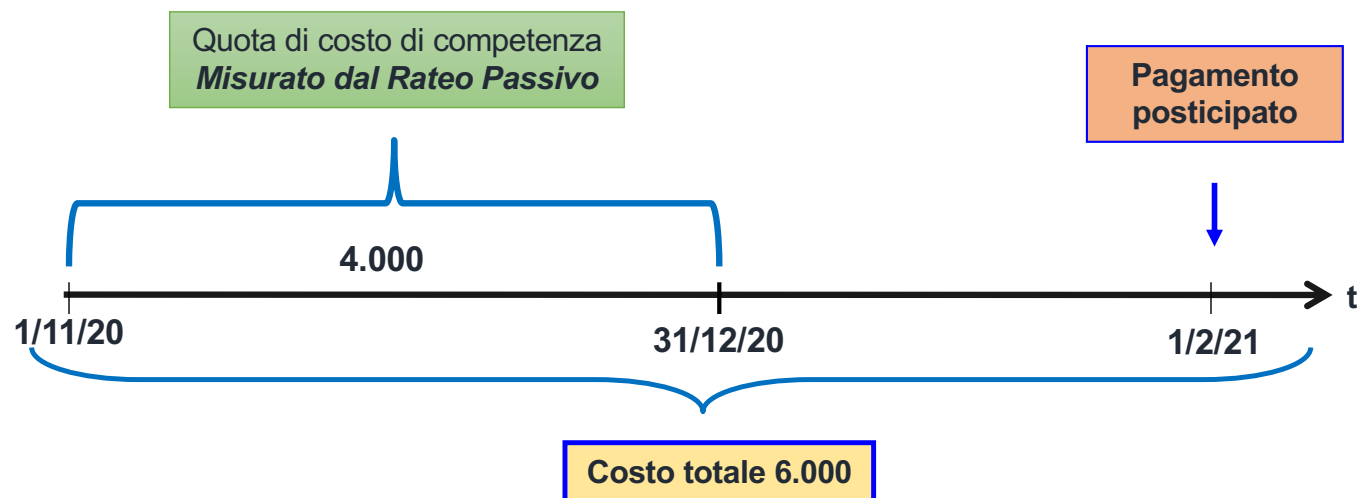 Quota di costo di competenza
Misurato dal Rateo Passivo
Pagamento
posticipato
4.000
t
1/11/20
31/12/20
1/2/21
Costo totale 6.000